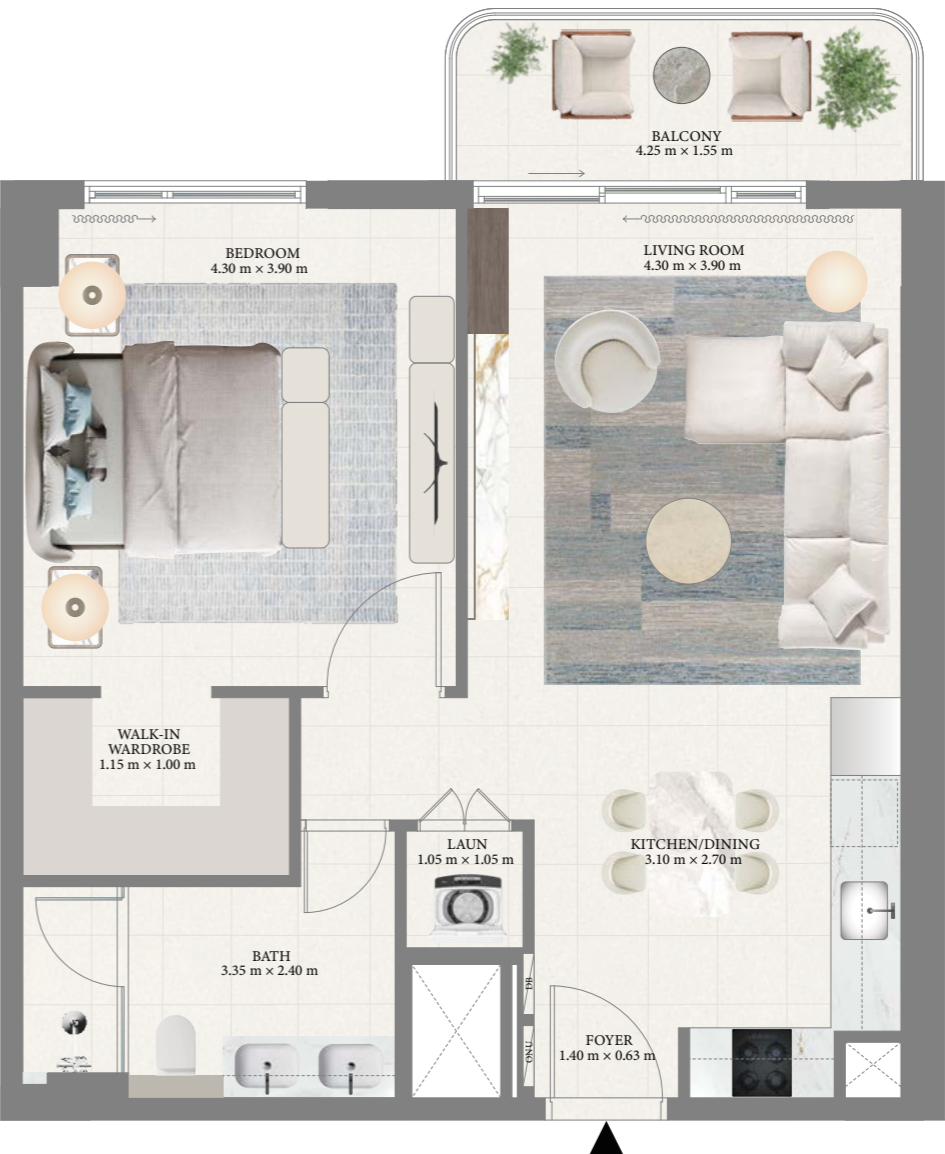 BALCONY
4.25 m × 1.55 m
BEDROOM
4.30 m × 3.90 m
LIVING ROOM
4.30 m × 3.90 m
WALK-IN
WARDROBE
1.15 m × 1.00 m
LAUN
1.05 m × 1.05 m
KITCHEN/DINING
3.10 m × 2.70 m
BATH
3.35 m × 2.40 m
DB
ONU
FOYER
1.40 m × 0.63 m